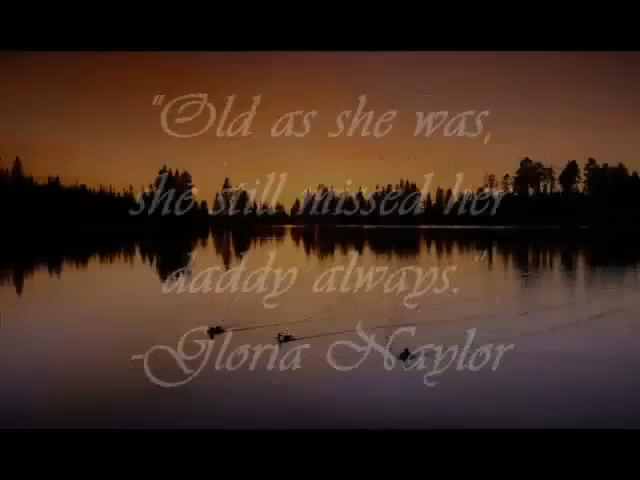 "Old as she was,
she still missed her
daddy always."
-Gloria Naylor